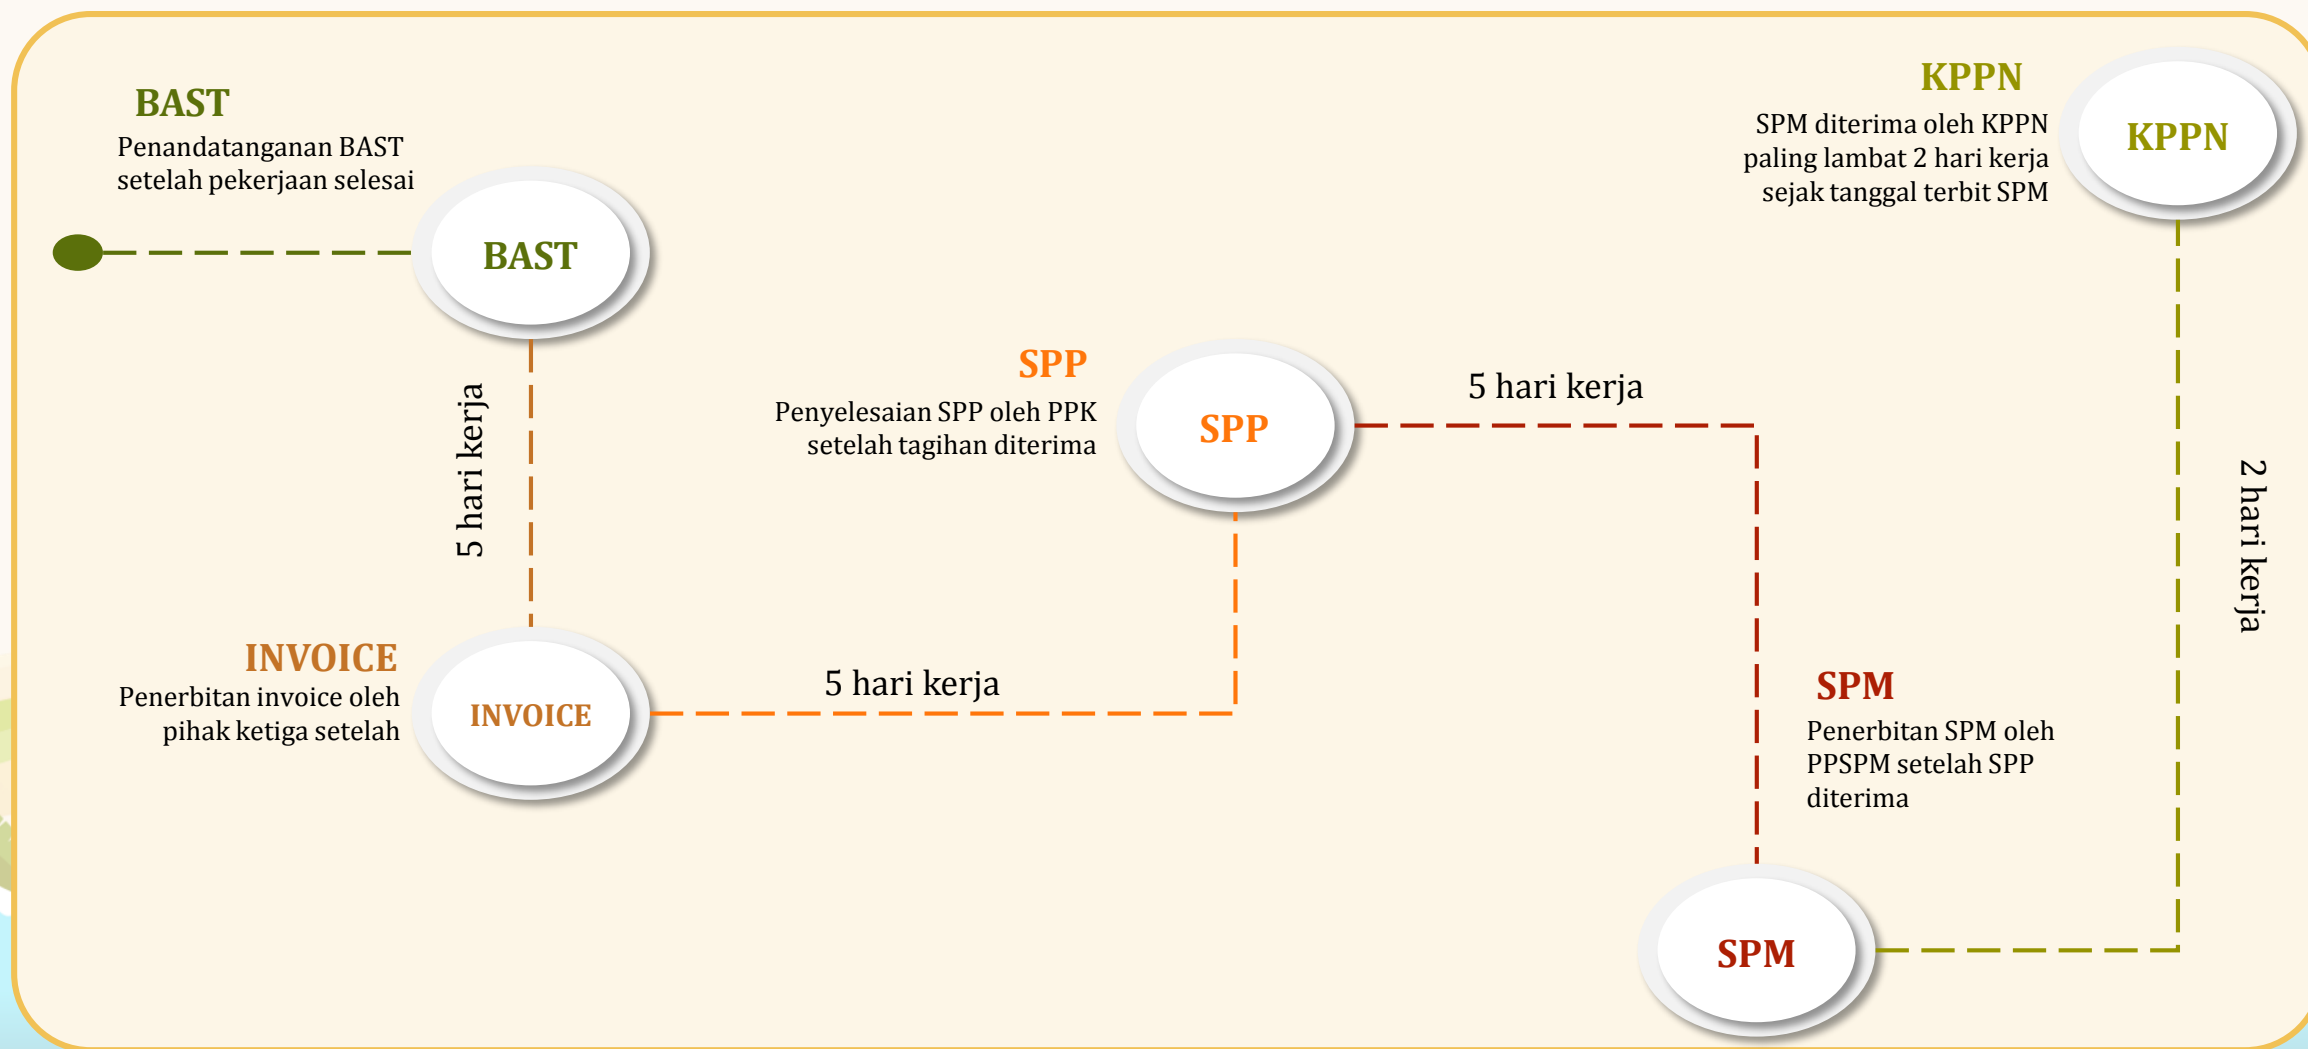 BAST
Penandatanganan BAST
setelah pekerjaan selesai
BAST
5 hari kerja
INVOICE
Penerbitan invoice oleh
pihak ketiga setelah
INVOICE
5 hari kerja
SPP
Penyelesaian SPP oleh PPK
setelah tagihan diterima
SPP
5 hari kerja
SPM
Penerbitan SPM oleh
PPSPM setelah SPP
diterima
SPM
2 hari kerja
KPPN
SPM diterima oleh KPPN
paling lambat 2 hari kerja
sejak tanggal terbit SPM
KPPN